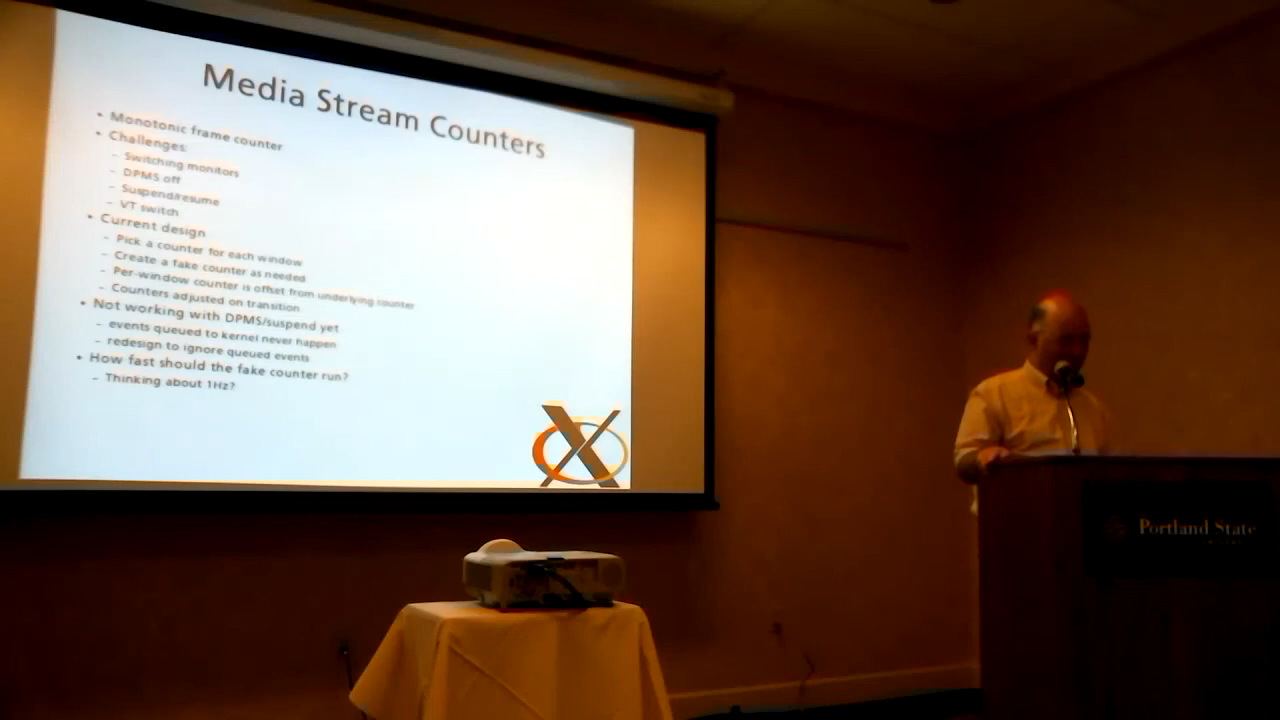 Media Stream Counters
• Monotonic frame counter
• Challenges:
– Switching monitors
– DPMS off
– Suspend/resume
– VT switch
• Current design
– Pick a counter for each window
– Create a fake counter as needed
– Per-window counter is offset from underlying counter
– Counters adjusted on transition
• Not working with DPMS/suspend yet
– events queued to kernel never happen
– redesign to ignore queued events
• How fast should the fake counter run?
– Thinking about 1Hz?
X
Portland State